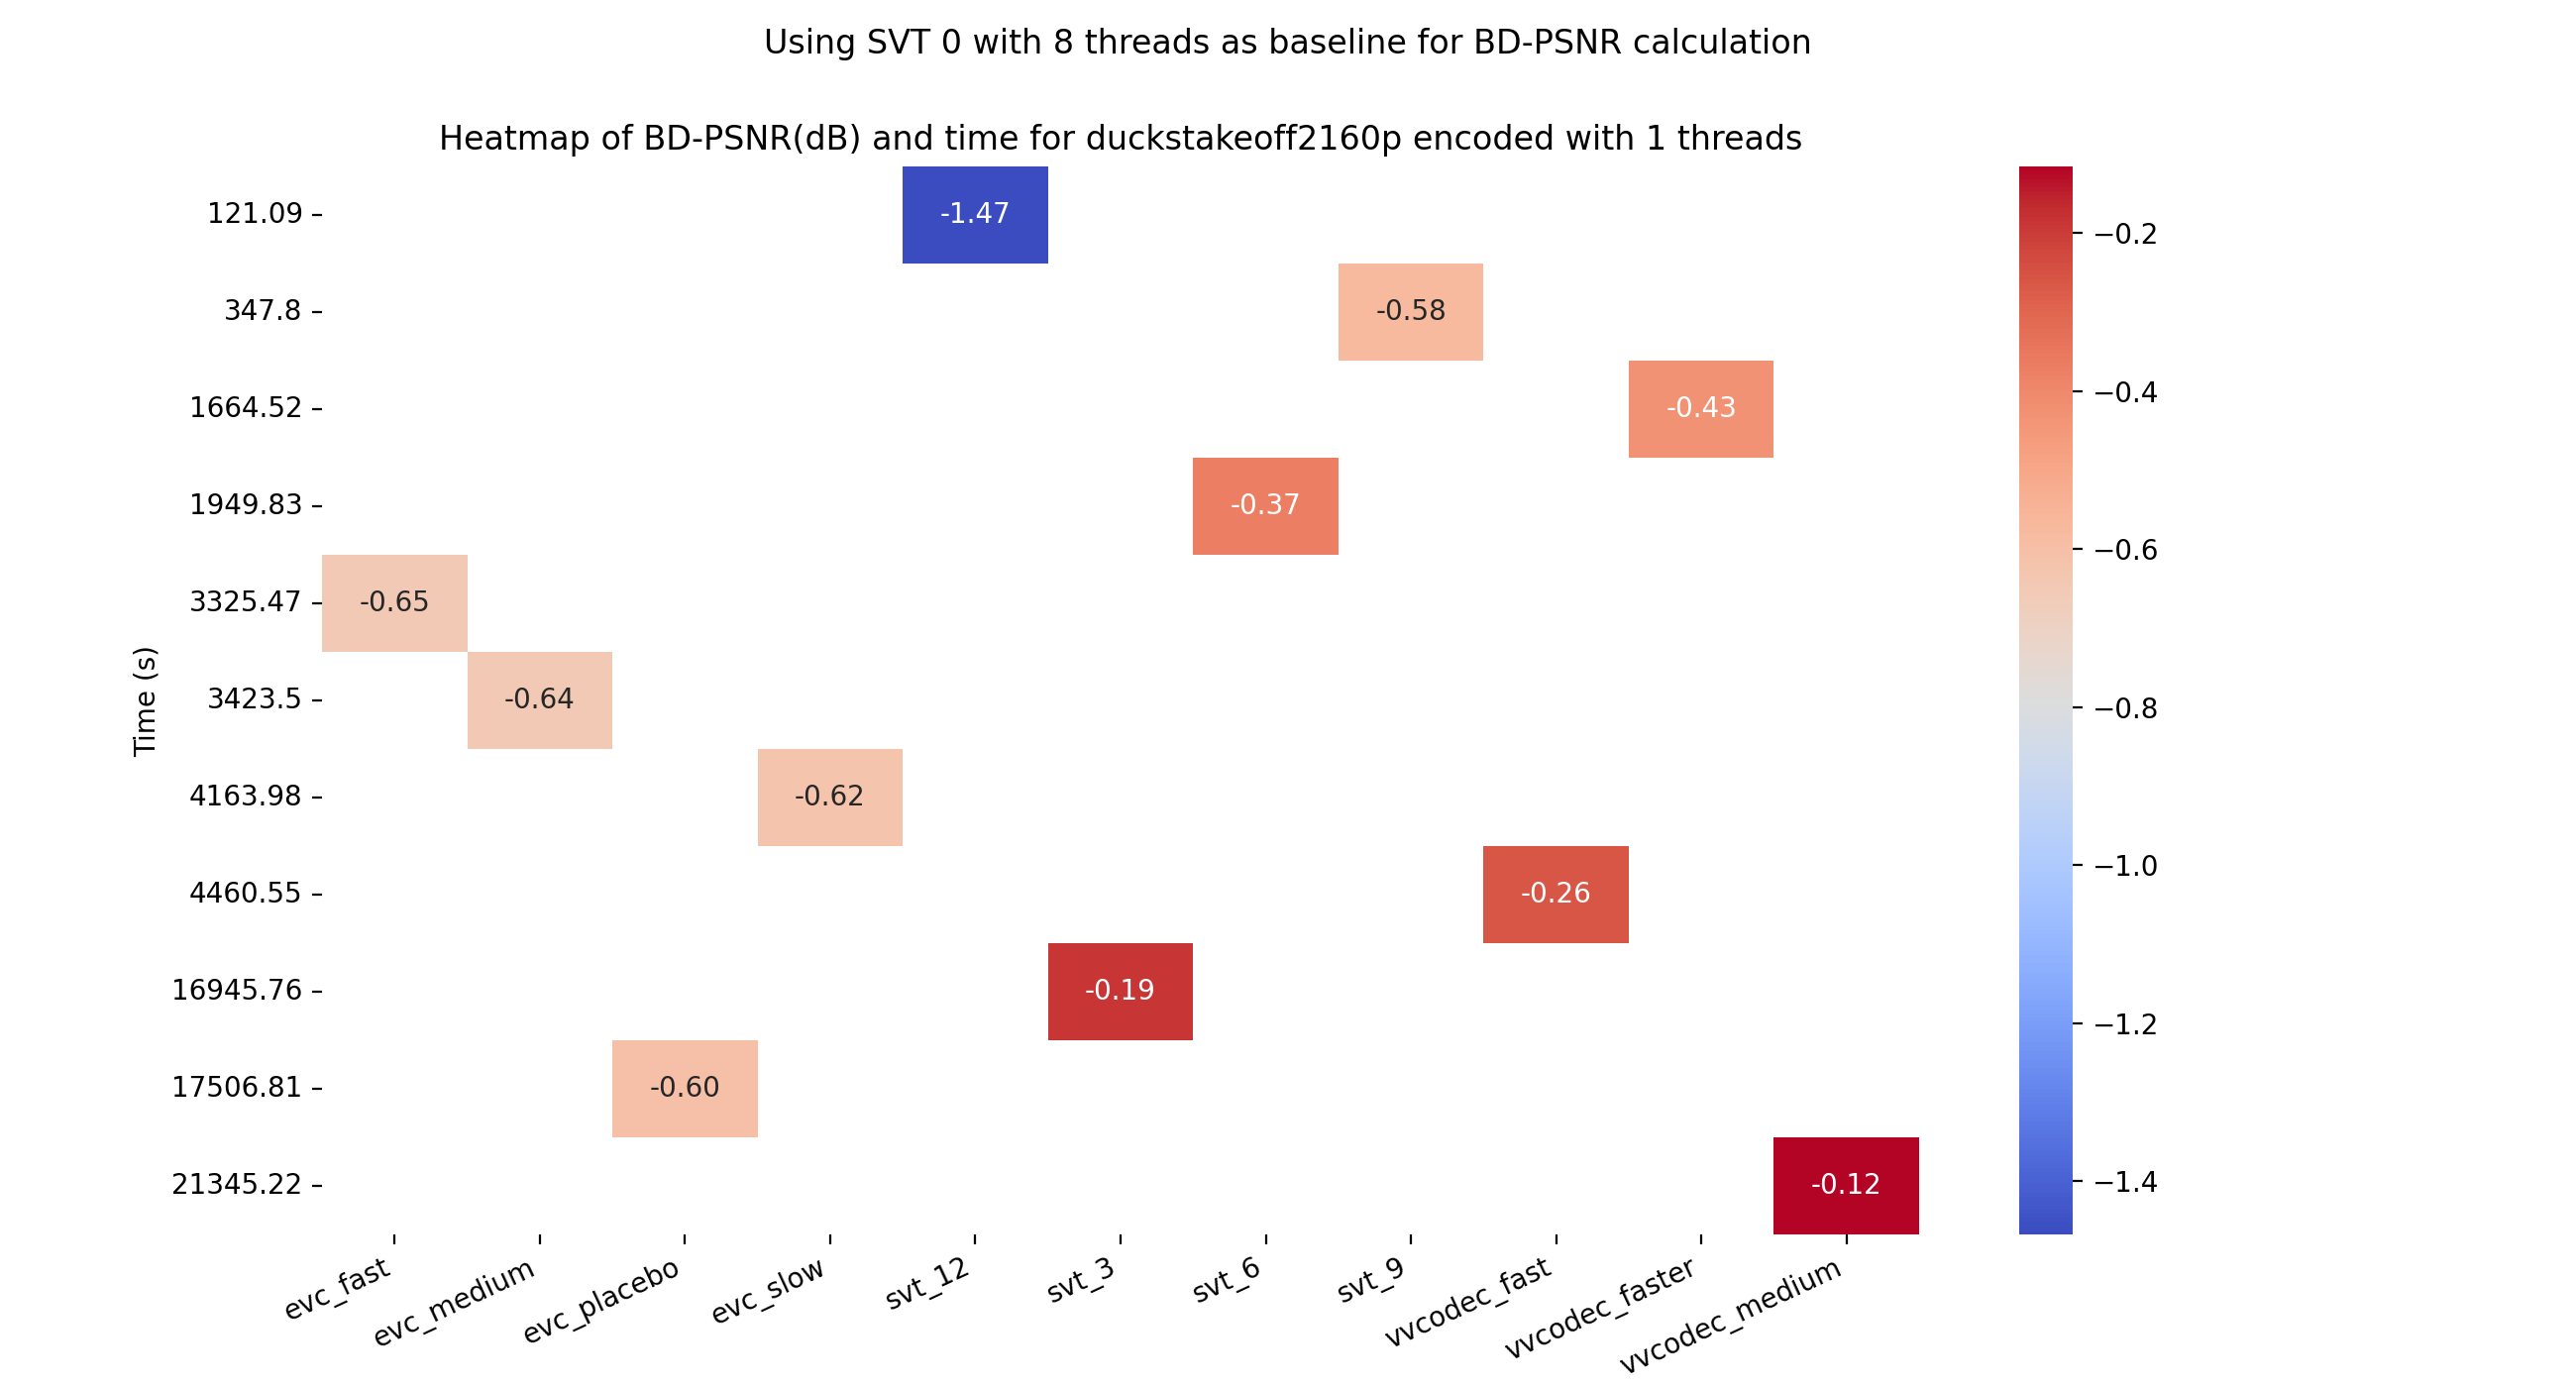 Using SVT 0 with 8 threads as baseline for BD-PSNR calculation
Heatmap of BD-PSNR(dB) and time for duckstakeoff2160p encoded with 1 threads
121.09
-1.47
−0.2
347.8
-0.58
1664.52
-0.43
−0.4
1949.83
-0.37
−0.6
3325.47
-0.65
Time (s)
3423.5
-0.64
−0.8
4163.98
-0.62
−1.0
4460.55
-0.26
16945.76
-0.19
−1.2
17506.81
-0.60
21345.22
-0.12
−1.4
evc_fast
evc_medium
evc_placebo
evc_slow
svt_12
svt_3
svt_6
svt_9
vvcodec_fast
vvcodec_faster
vvcodec_medium